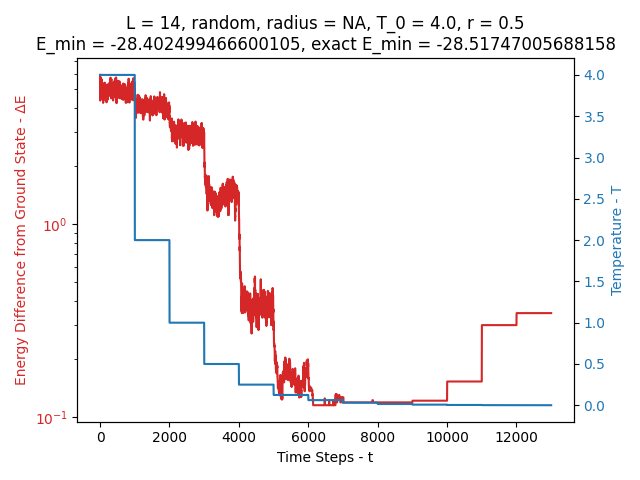 L = 14, random, radius = NA, T_0 = 4.0, r = 0.5
E_min = -28.402499466600105, exact E_min = -28.51747005688158
Energy Difference from Ground State - ΔE
10⁰
10⁻¹
4.0
3.5
3.0
2.5
2.0
1.5
1.0
0.5
0.0
Temperature - T
0 2000 4000 6000 8000 10000 12000
Time Steps - t